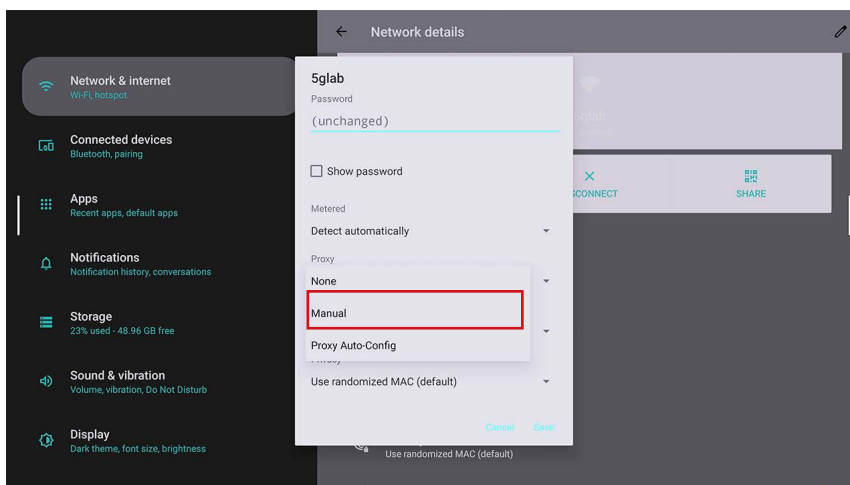 Network details
Network & internet
Wi-Fi, hotspot
Connected devices
Bluetooth, pairing
Apps
Recent apps, default apps
Notifications
Notification history, conversations
Storage
23% used - 48.96 GB free
Sound & vibration
Volume, vibration, Do Not Disturb
Display
Dark theme, font size, brightness
5glab
Password
(unchanged)
Show password
Metered
Detect automatically
Proxy
None
Manual
Proxy Auto-Config
Privacy
Use randomized MAC (default)
Cancel
Save
5glab
SCONNECT
SHARE
Use randomized MAC (default)